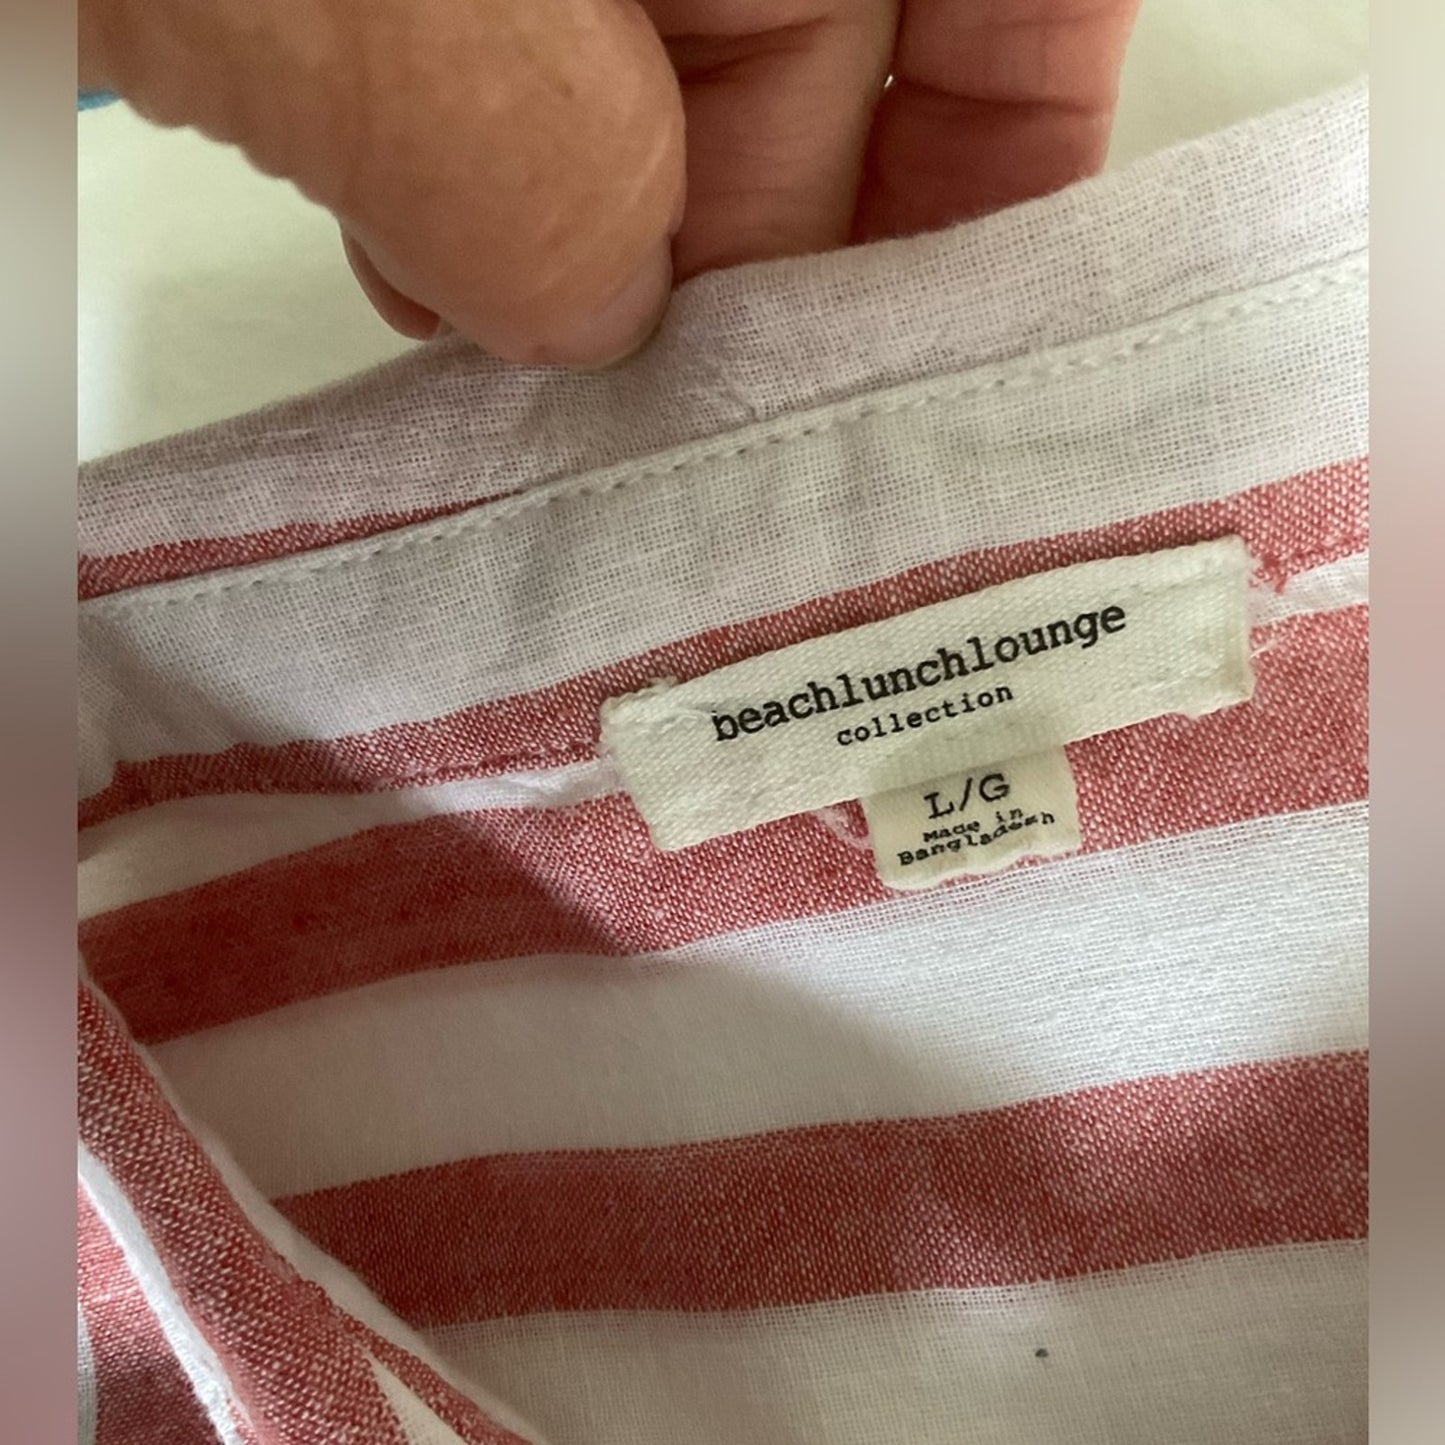 beachlunchlounge
collection
L/G
Made in
Bangladesh